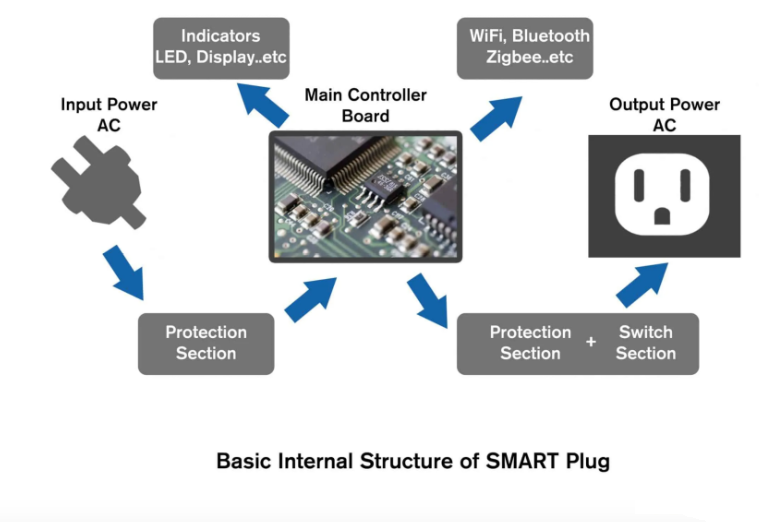 Indicators
LED, Display..etc
WiFi, Bluetooth
Zigbee..etc
Input Power
AC
Main Controller
Board
Output Power
AC
Protection
Section
Protection
Section
+
Switch
Section
Basic Internal Structure of SMART Plug